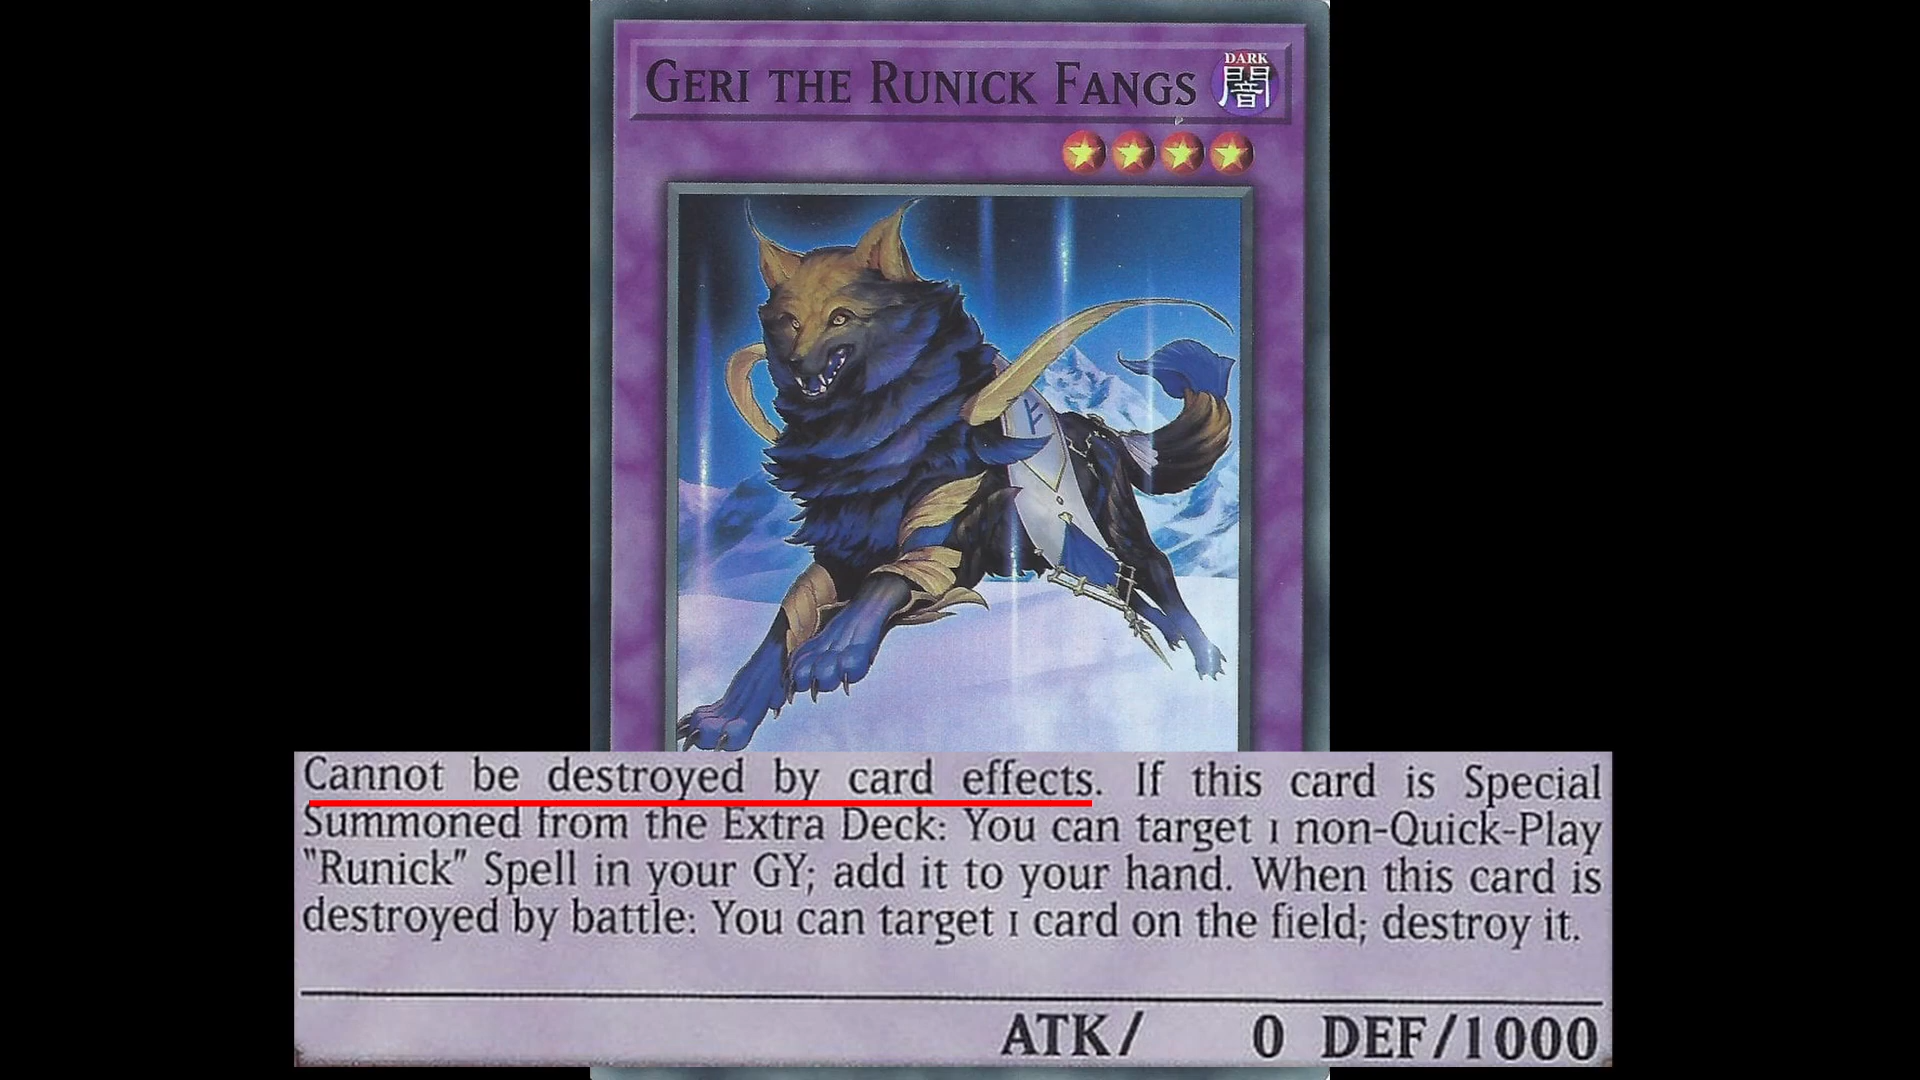 GERI THE RUNICK FANGS
DARK
闇
Cannot be destroyed by card effects. If this card is Special
Summoned from the Extra Deck: You can target 1 non-Quick-Play
"Runick" Spell in your GY; add it to your hand. When this card is
destroyed by battle: You can target 1 card on the field; destroy it.
ATK/ 0 DEF/1000